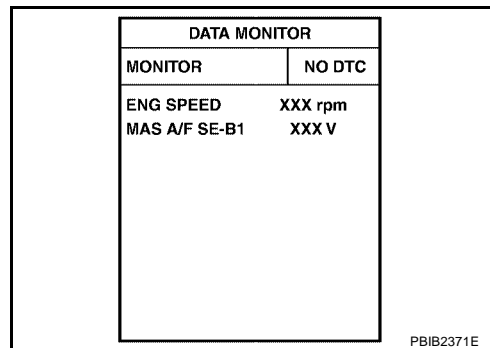 DATA MONITOR
MONITOR NO DTC
ENG SPEED XXX rpm
MAS A/F SE-B1 XXX V
PBIB2371E